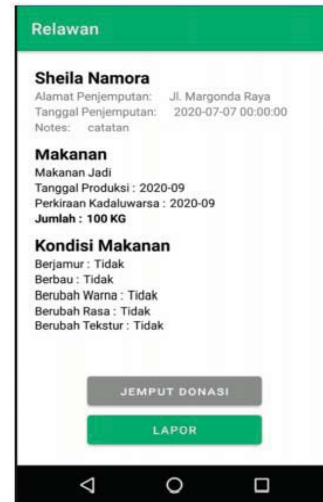 Relawan
Sheila Namora
Alamat Penjemputan: Jl. Margonda Raya
Tanggal Penjemputan: 2020-07-07 00:00:00
Notes: catatan
Makanan
Makanan Jadi
Tanggal Produksi : 2020-09
Perkiraan Kadaluwarsa : 2020-09
Jumlah : 100 KG
Kondisi Makanan
Berjamur : Tidak
Berbau : Tidak
Berubah Warna : Tidak
Berubah Rasa : Tidak
Berubah Tekstur : Tidak
JEMPUT DONASI
LAPOR